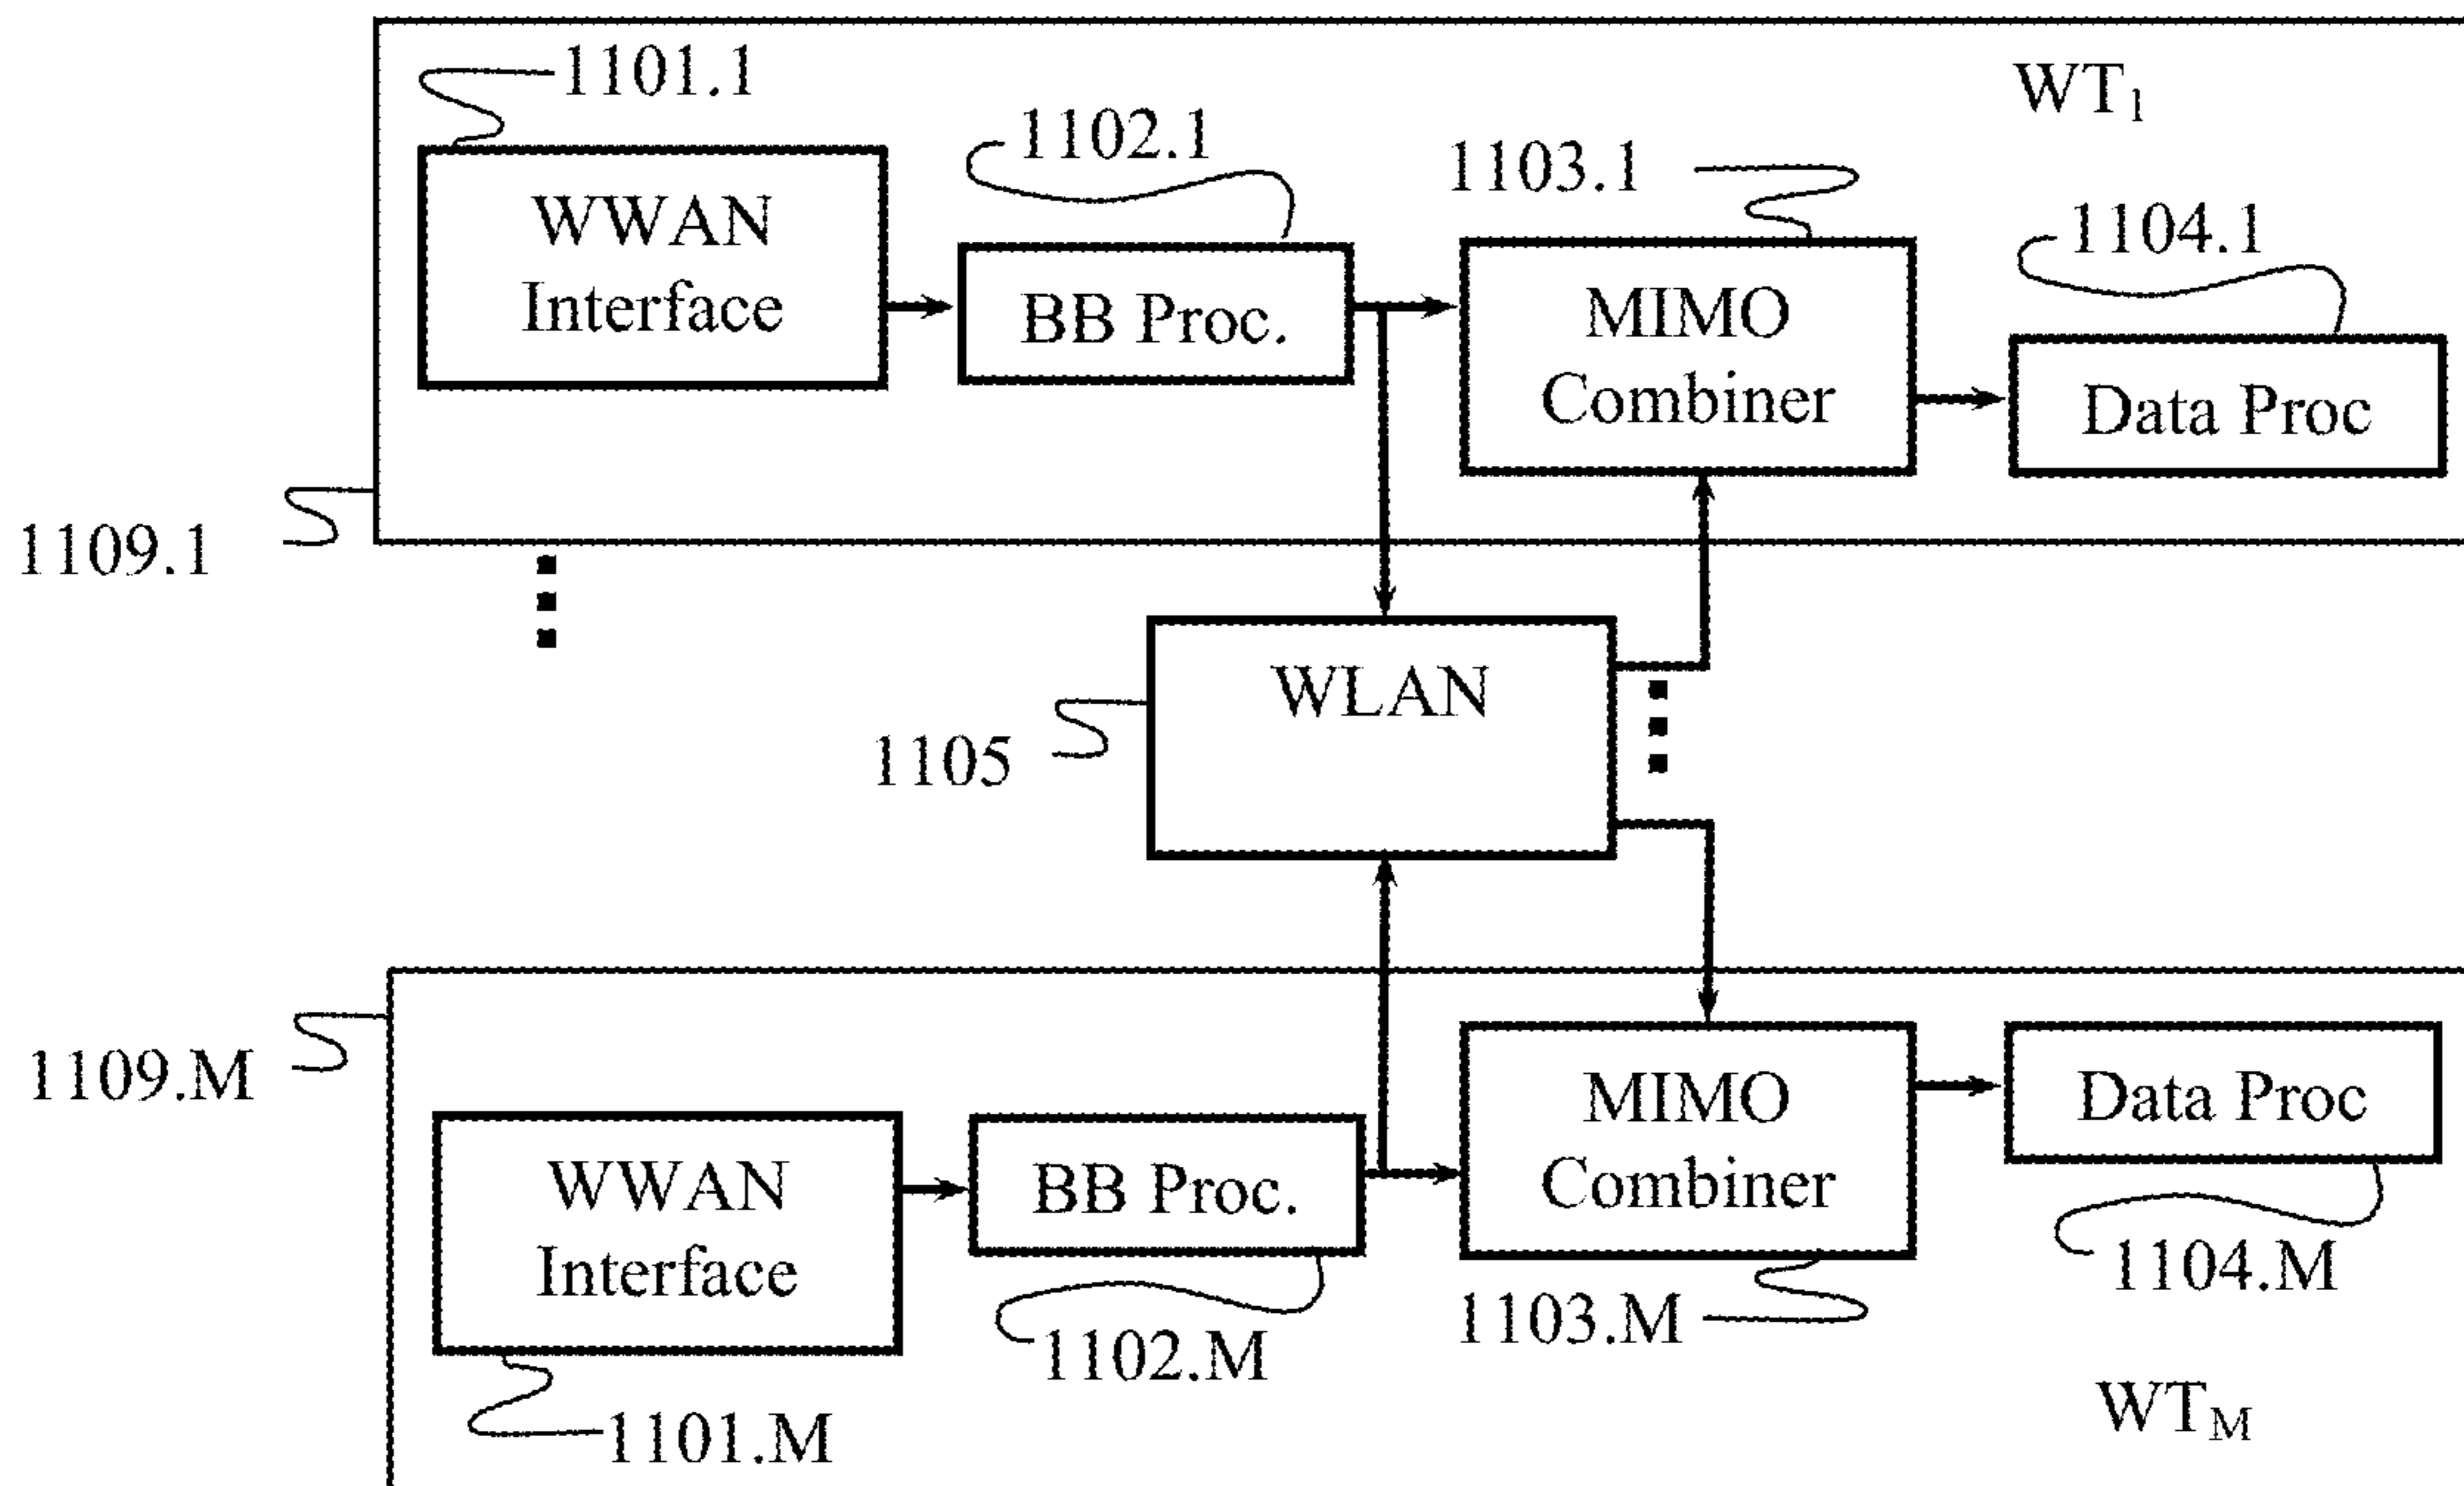 1101.1
WT1
1102.1
1103.1
1104.1
WWAN
Interface
BB Proc.
MIMO
Combiner
Data Proc
1109.1
WLAN
1105
1109.M
WWAN
Interface
BB Proc.
MIMO
Combiner
Data Proc
1101.M
1102.M
1103.M
1104.M
WTM